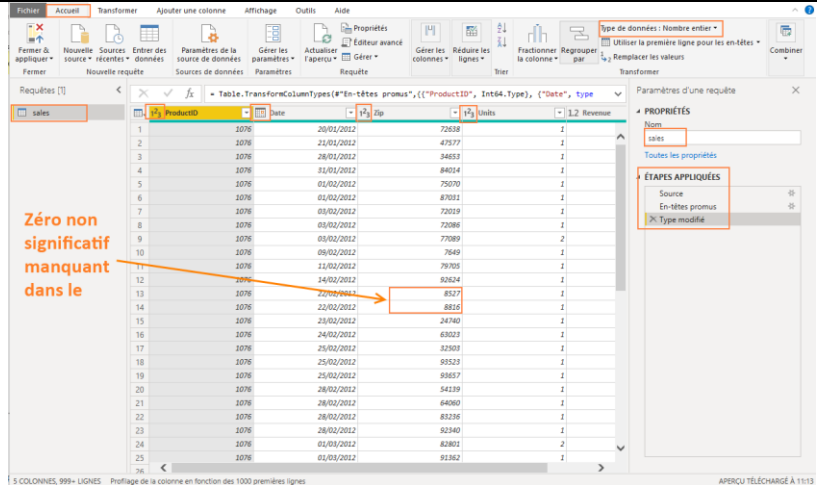 Fichier Accueil Transformer Ajouter une colonne Affichage Outils Aide
Fermer & appliquer
Nouvelle source
Sources récentes
Entrer des données
Paramètres de la source de données
Gérer les paramètres
Actualiser l'aperçu
Propriétés
Éditeur avancé
Gérer
Gérer les colonnes
Réduire les lignes
Fractionner la colonne
Regrouper par
Type de données : Nombre entier
Utiliser la première ligne pour les en-têtes
Remplacer les valeurs
Combiner
Fermer Nouvelle requête Sources de données Paramètres Requête Trier Transformer
Requêtes [1]
sales
fx = Table.TransformColumnTypes(#"En-têtes promus",{{"ProductID", Int64.Type}, {"Date", type
ProductID Date Zip Units 1.2 Revenue
1 1076 20/01/2012 72638 1
2 1076 21/01/2012 47577 1
3 1076 28/01/2012 34653 1
4 1076 31/01/2012 84014 1
5 1076 01/02/2012 75070 1
6 1076 01/02/2012 87031 1
7 1076 03/02/2012 72019 1
8 1076 03/02/2012 72086 1
9 1076 05/02/2012 77089 2
10 1076 09/02/2012 7649 1
11 1076 11/02/2012 79705 1
12 1076 14/02/2012 92624 1
13 1076 22/02/2012 8527 1
14 1076 22/02/2012 8816 1
15 1076 23/02/2012 24740 1
16 1076 24/02/2012 63023 1
17 1076 25/02/2012 32503 1
18 1076 25/02/2012 93523 1
19 1076 25/02/2012 93657 1
20 1076 28/02/2012 54139 1
21 1076 28/02/2012 64060 1
22 1076 28/02/2012 83236 1
23 1076 28/02/2012 92340 1
24 1076 01/03/2012 82801 2
25 1076 01/03/2012 91362 1
26
Zéro non
significatif
manquant
dans le
Paramètres d'une requête
PROPRIÉTÉS
Nom
sales
Toutes les propriétés
ÉTAPES APPLIQUÉES
Source
En-têtes promus
Type modifié
5 COLONNES, 999+ LIGNES Profilage de la colonne en fonction des 1000 premières lignes
APERÇU TÉLÉCHARGÉ À 11:13